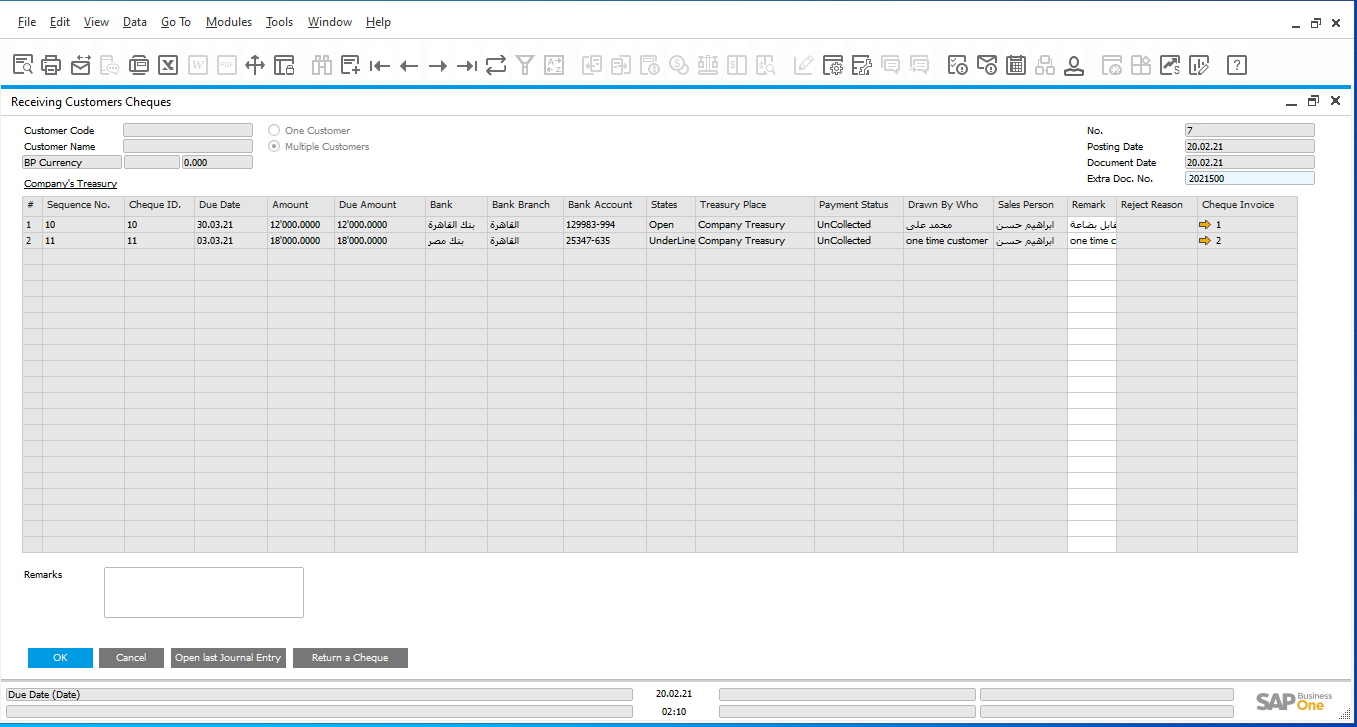 File Edit View Data Go To Modules Tools Window Help
Receiving Customers Cheques
Customer Code One Customer No. 7
Customer Name Multiple Customers Posting Date 20.02.21
BP Currency 0.000 Document Date 20.02.21
Extra Doc. No. 2021500
Company's Treasury
# Sequence No. Cheque ID. Due Date Amount Due Amount Bank Bank Branch Bank Account States Treasury Place Payment Status Drawn By Who Sales Person Remark Reject Reason Cheque Invoice
1 10 10 30.03.21 12'000.0000 12'000.0000 بنك القاهرة القاهرة 129983-994 Open Company Treasury UnCollected محمد على ابراهيم حسن قابل بضاعة 1
2 11 11 03.03.21 18'000.0000 18'000.0000 بنك مصر القاهرة 25347-635 UnderLine Company Treasury UnCollected one time customer ابراهيم حسن one time c 2
Remarks
OK Cancel Open last Journal Entry Return a Cheque
Due Date (Date) 20.02.21
02:10
SAP Business One